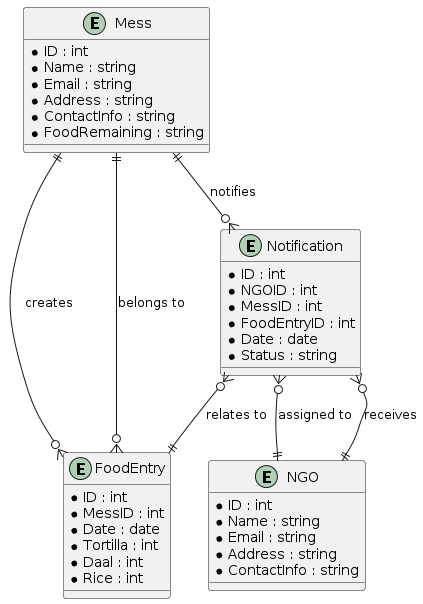 E Mess
ID : int
Name : string
Email : string
Address : string
ContactInfo : string
FoodRemaining : string
notifies
E Notification
ID : int
NGOID : int
MessID : int
FoodEntryID : int
Date : date
Status : string
creates
belongs to
relates to
assigned to
receives
E FoodEntry
ID : int
MessID : int
Date : date
Tortilla : int
Daal : int
Rice : int
E NGO
ID : int
Name : string
Email : string
Address : string
ContactInfo : string